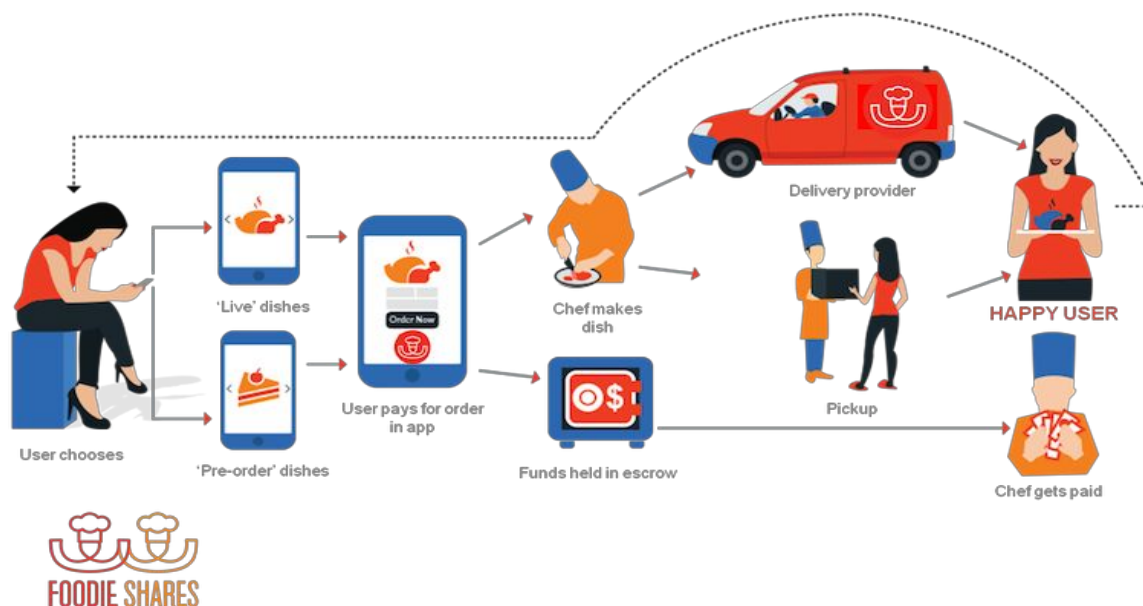 Delivery provider
'Live' dishes
Order Now
Chef makes
dish
HAPPY USER
User pays for order
in app
Pickup
User chooses
'Pre-order' dishes
$
Funds held in escrow
Chef gets paid
FOODIE SHARES